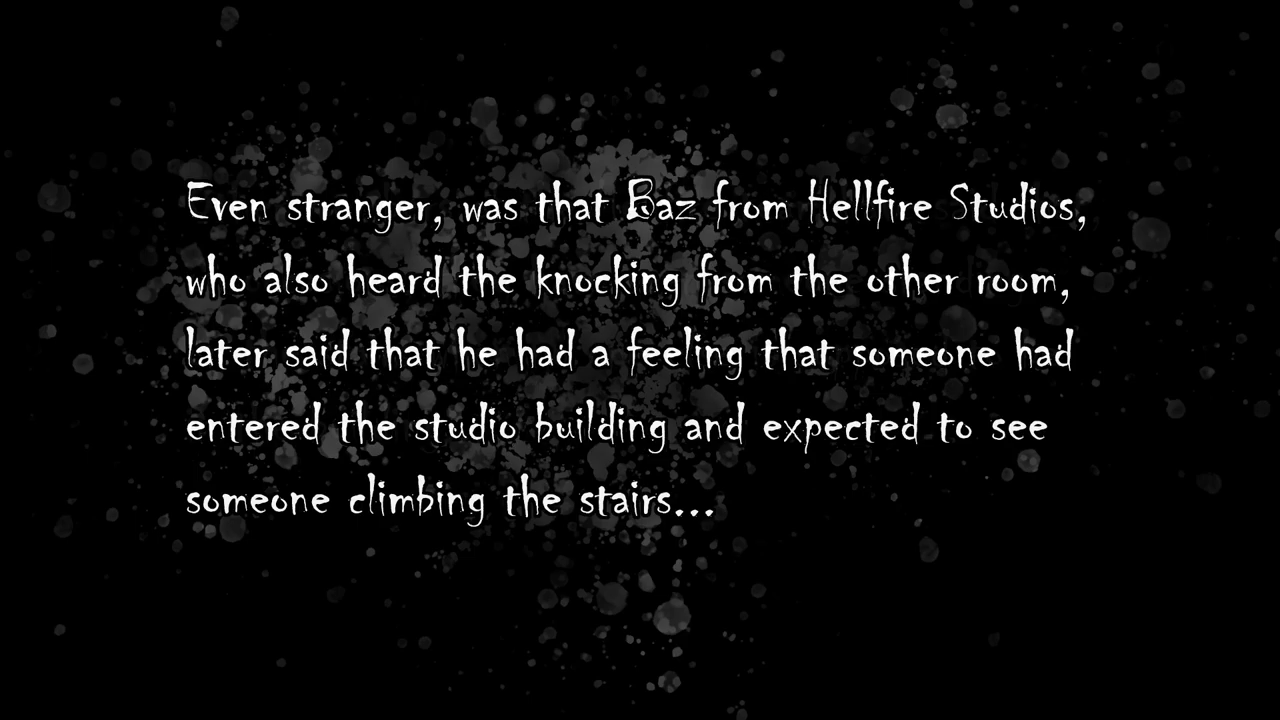 Even stranger, was that Baz from Hellfire Studios,
who also heard the knocking from the other room,
later said that he had a feeling that someone had
entered the studio building and expected to see
someone climbing the stairs...